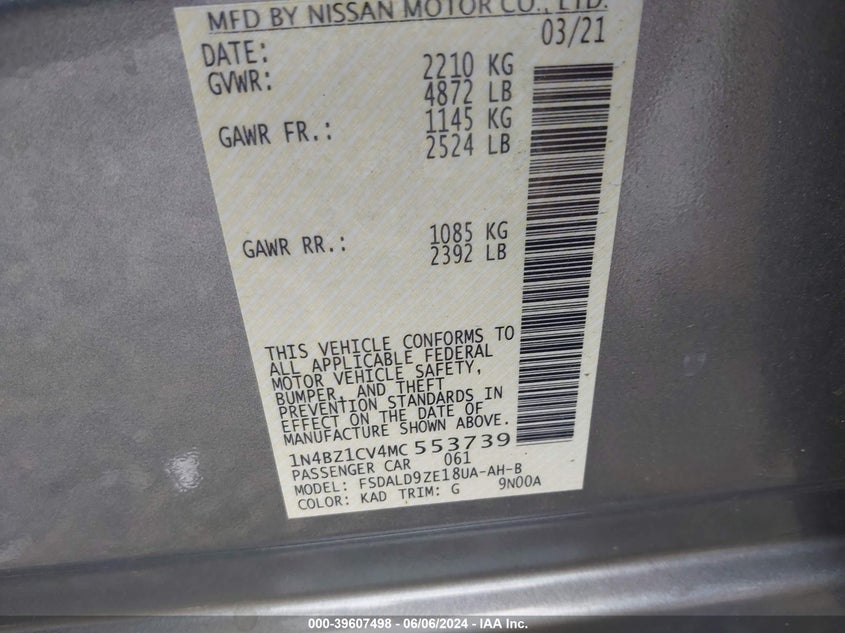 MFD BY NISSAN MOTOR CO., LTD.
DATE: 03/21
GVWR: 2210 KG
4872 LB
GAWR FR.: 1145 KG
2524 LB
GAWR RR.: 1085 KG
2392 LB
THIS VEHICLE CONFORMS TO
ALL APPLICABLE FEDERAL
MOTOR VEHICLE SAFETY,
BUMPER, AND THEFT
PREVENTION STANDARDS IN
EFFECT ON THE DATE OF
MANUFACTURE SHOWN ABOVE.
1N4BZ1CV4MC 553739
PASSENGER CAR 061
MODEL: FSDALD9ZE18UA-AH-B
COLOR: KAD TRIM: G 9N00A
000-39607498 - 06/06/2024 - IAA Inc.